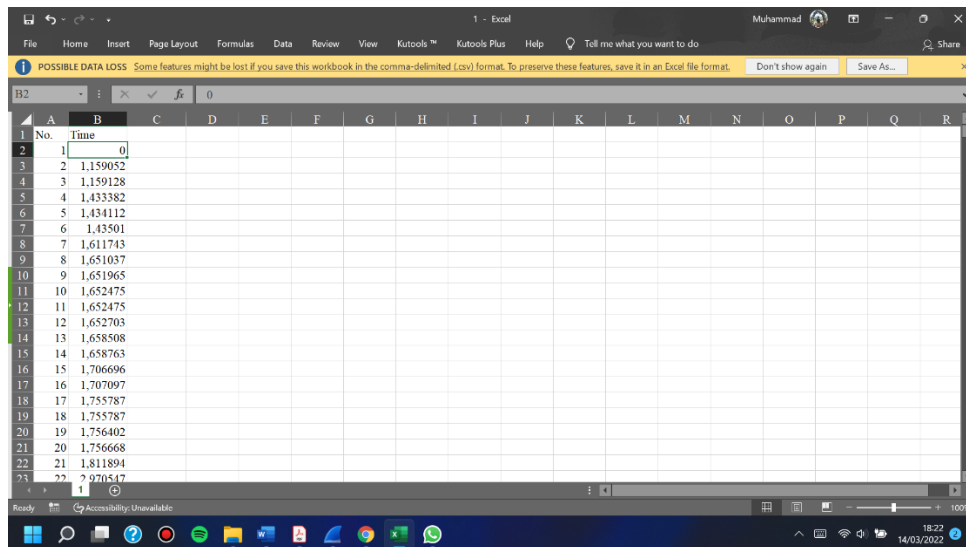 1 - Excel
Muhammad
File Home Insert Page Layout Formulas Data Review View Kutools ™ Kutools Plus Help Tell me what you want to do Share
POSSIBLE DATA LOSS Some features might be lost if you save this workbook in the comma-delimited (.csv) format. To preserve these features, save it in an Excel file format. Don't show again Save As...
B2 fx 0
A B C D E F G H I J K L M N O P Q R
1 No. Time
2 1 0
3 2 1,159052
4 3 1,159128
5 4 1,433382
6 5 1,434112
7 6 1,43501
8 7 1,611743
9 8 1,651037
10 9 1,651965
11 10 1,652475
12 11 1,652475
13 12 1,652703
14 13 1,658508
15 14 1,658763
16 15 1,706696
17 16 1,707097
18 17 1,755787
19 18 1,755787
20 19 1,756402
21 20 1,756668
22 21 1,811894
23 22 2,970547
1
Ready Accessibility: Unavailable 100%
18:22
14/03/2022 2